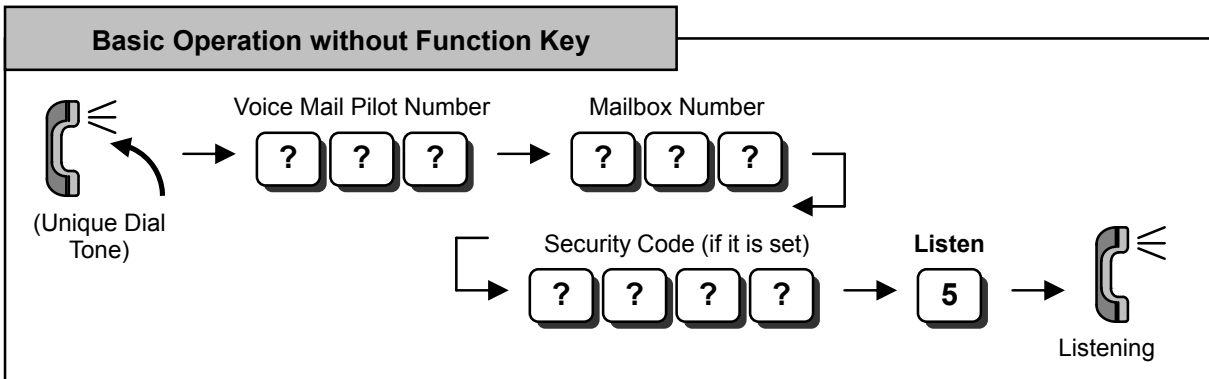 Basic Operation without Function Key
Voice Mail Pilot Number
Mailbox Number
? ? ?
? ? ?
(Unique Dial
Tone)
Security Code (if it is set)
Listen
? ? ? ?
5
Listening